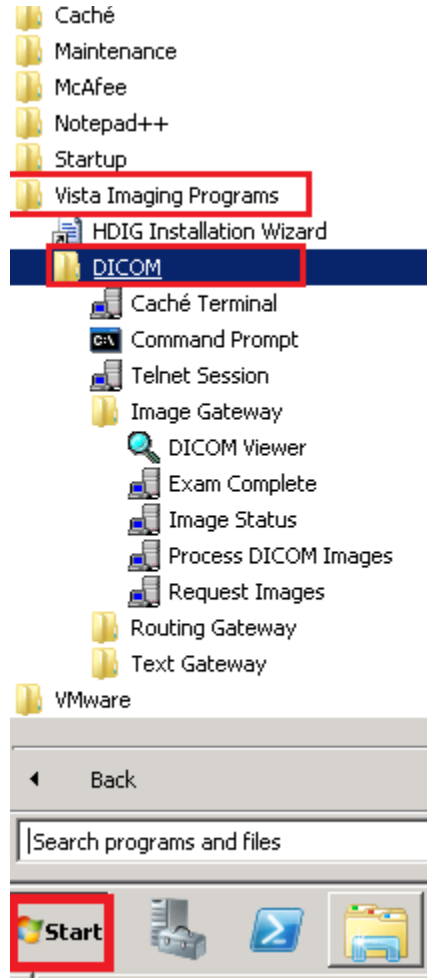 Caché
Maintenance
McAfee
Notepad++
Startup
Vista Imaging Programs
HDIG Installation Wizard
DICOM
Caché Terminal
C:\ Command Prompt
Telnet Session
Image Gateway
DICOM Viewer
Exam Complete
Image Status
Process DICOM Images
Request Images
Routing Gateway
Text Gateway
VMware
Back
Search programs and files
Start